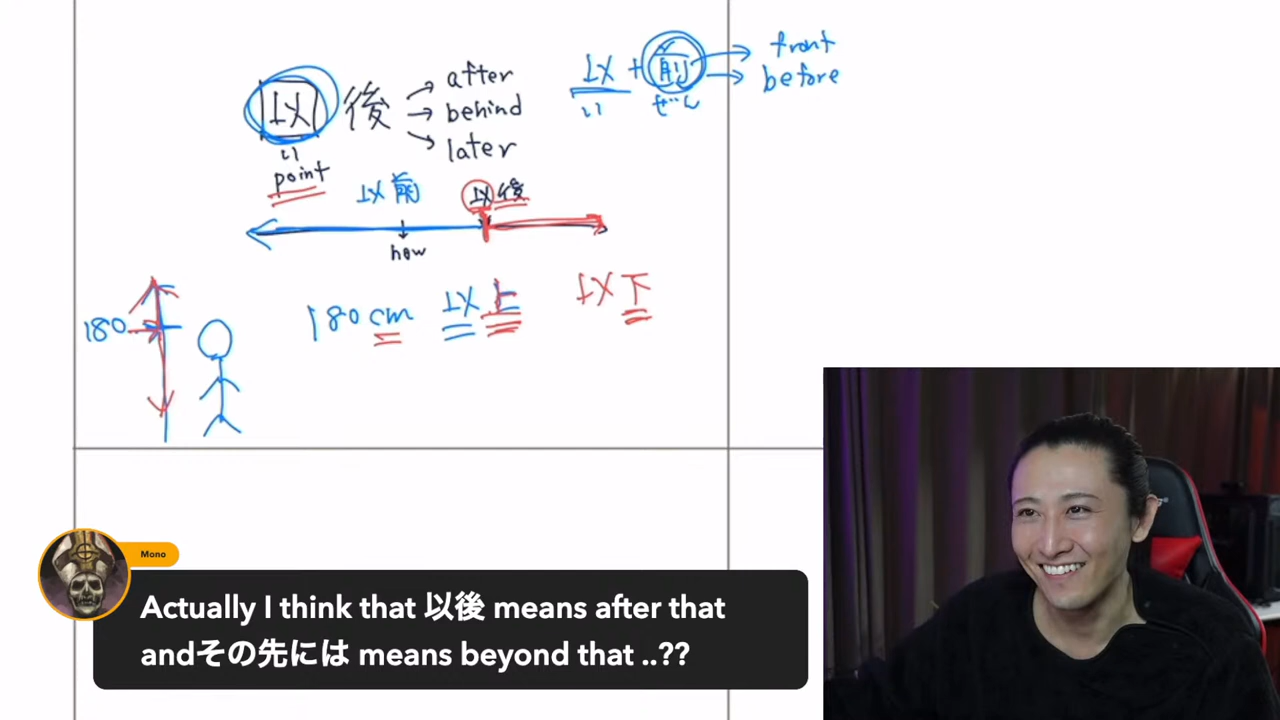 以後 → after
→ behind
→ later
い
point
以 + 前 → front
→ before
い ぜん
以前 以後
now
180
180cm 以上 以下
Mono
Actually I think that 以後 means after that
andその先には means beyond that ..??